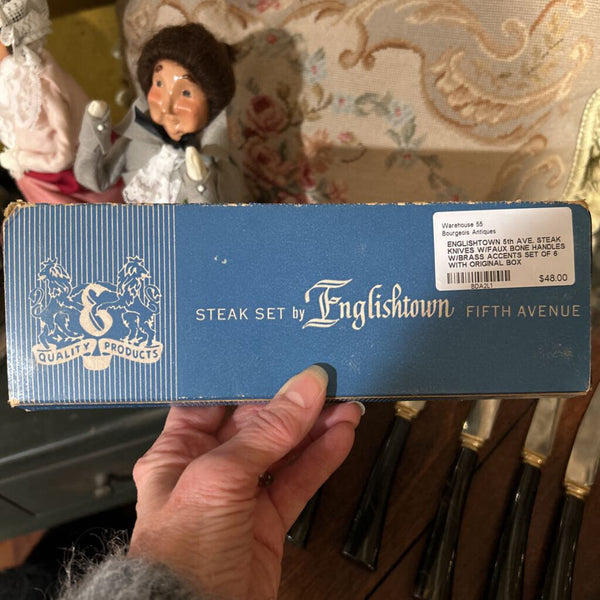 Warehouse 55
Bourgeois Antiques
ENGLISHTOWN 5th AVE. STEAK
KNIVES W/FAUX BONE HANDLES
W/BRASS ACCENTS SET OF 6
WITH ORIGINAL BOX
BDA2L1
$48.00
E
QUALITY PRODUCTS
STEAK SET by Englishtown FIFTH AVENUE